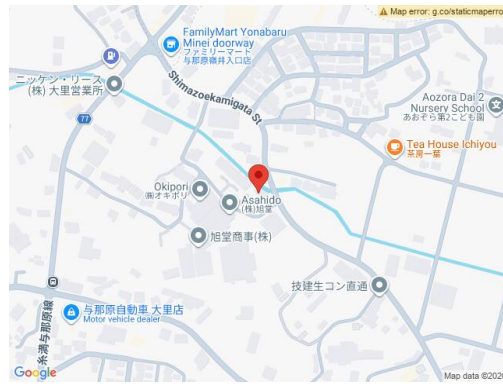 Map error: g.co/staticmaperro
FamilyMart Yonabaru
Minei doorway
ファミリーマート
与那原嶺井入口店
ニッケン・リース
(株) 大里営業所
Shimazoekamigata St
77
Aozora Dai 2
Nursery School
あおぞら第2こども園
Tea House Ichiyou
茶房一葉
Okipori
㈱オキポリ
Asahido
(株)旭堂
旭堂商事(株)
技建生コン直通
与那原自動車 大里店
Motor vehicle dealer
糸満与那原線
Google
Map data ©202